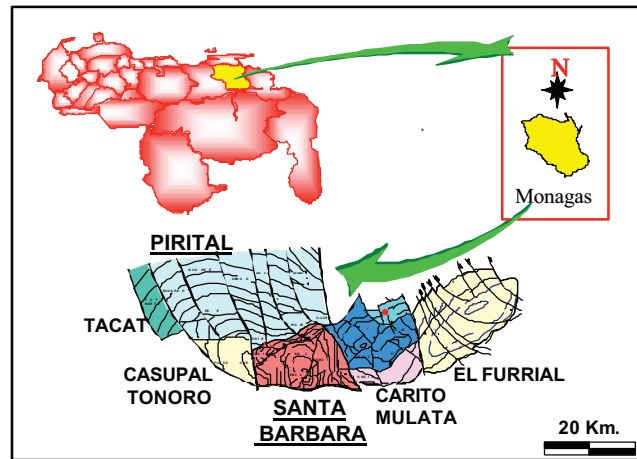 N
Monagas
PIRITAL
TACAT
CASUPAL
TONORO
SANTA
BARBARA
CARITO
MULATA
EL FURRIAL
20 Km.